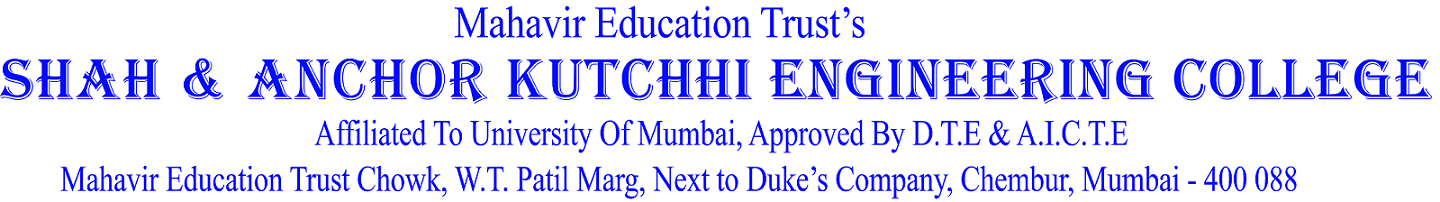 Mahavir Education Trust’s
SHAH & ANCHOR KUTCHHI ENGINEERING COLLEGE
Affiliated To University Of Mumbai, Approved By D.T.E & A.I.C.T.E
Mahavir Education Trust Chowk, W.T. Patil Marg, Next to Duke’s Company, Chembur, Mumbai - 400 088